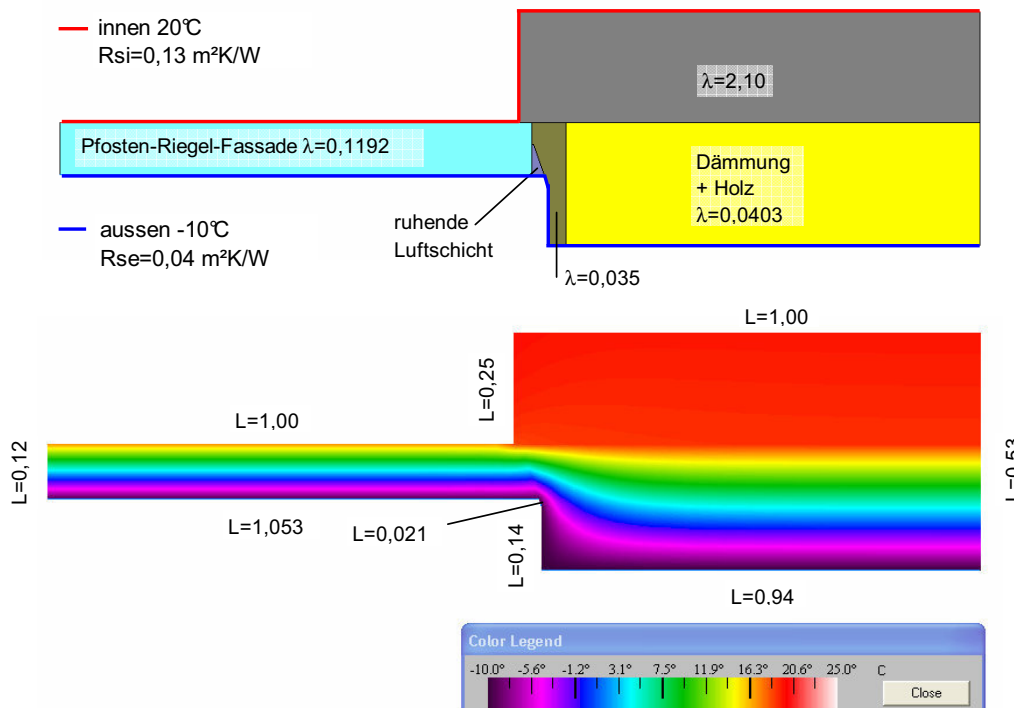 innen 20°C
Rsi=0,13 m²K/W
λ=2,10
Pfosten-Riegel-Fassade λ=0,1192
Dämmung
+ Holz
λ=0,0403
ruhende
Luftschicht
aussen -10°C
Rse=0,04 m²K/W
λ=0,035
L=1,00
L=0,25
L=1,00
L=0,12
L=0,53
L=1,053
L=0,021
L=0,14
L=0,94
Color Legend
-10.0° -5.6° -1.2° 3.1° 7.5° 11.9° 16.3° 20.6° 25.0° C
Close